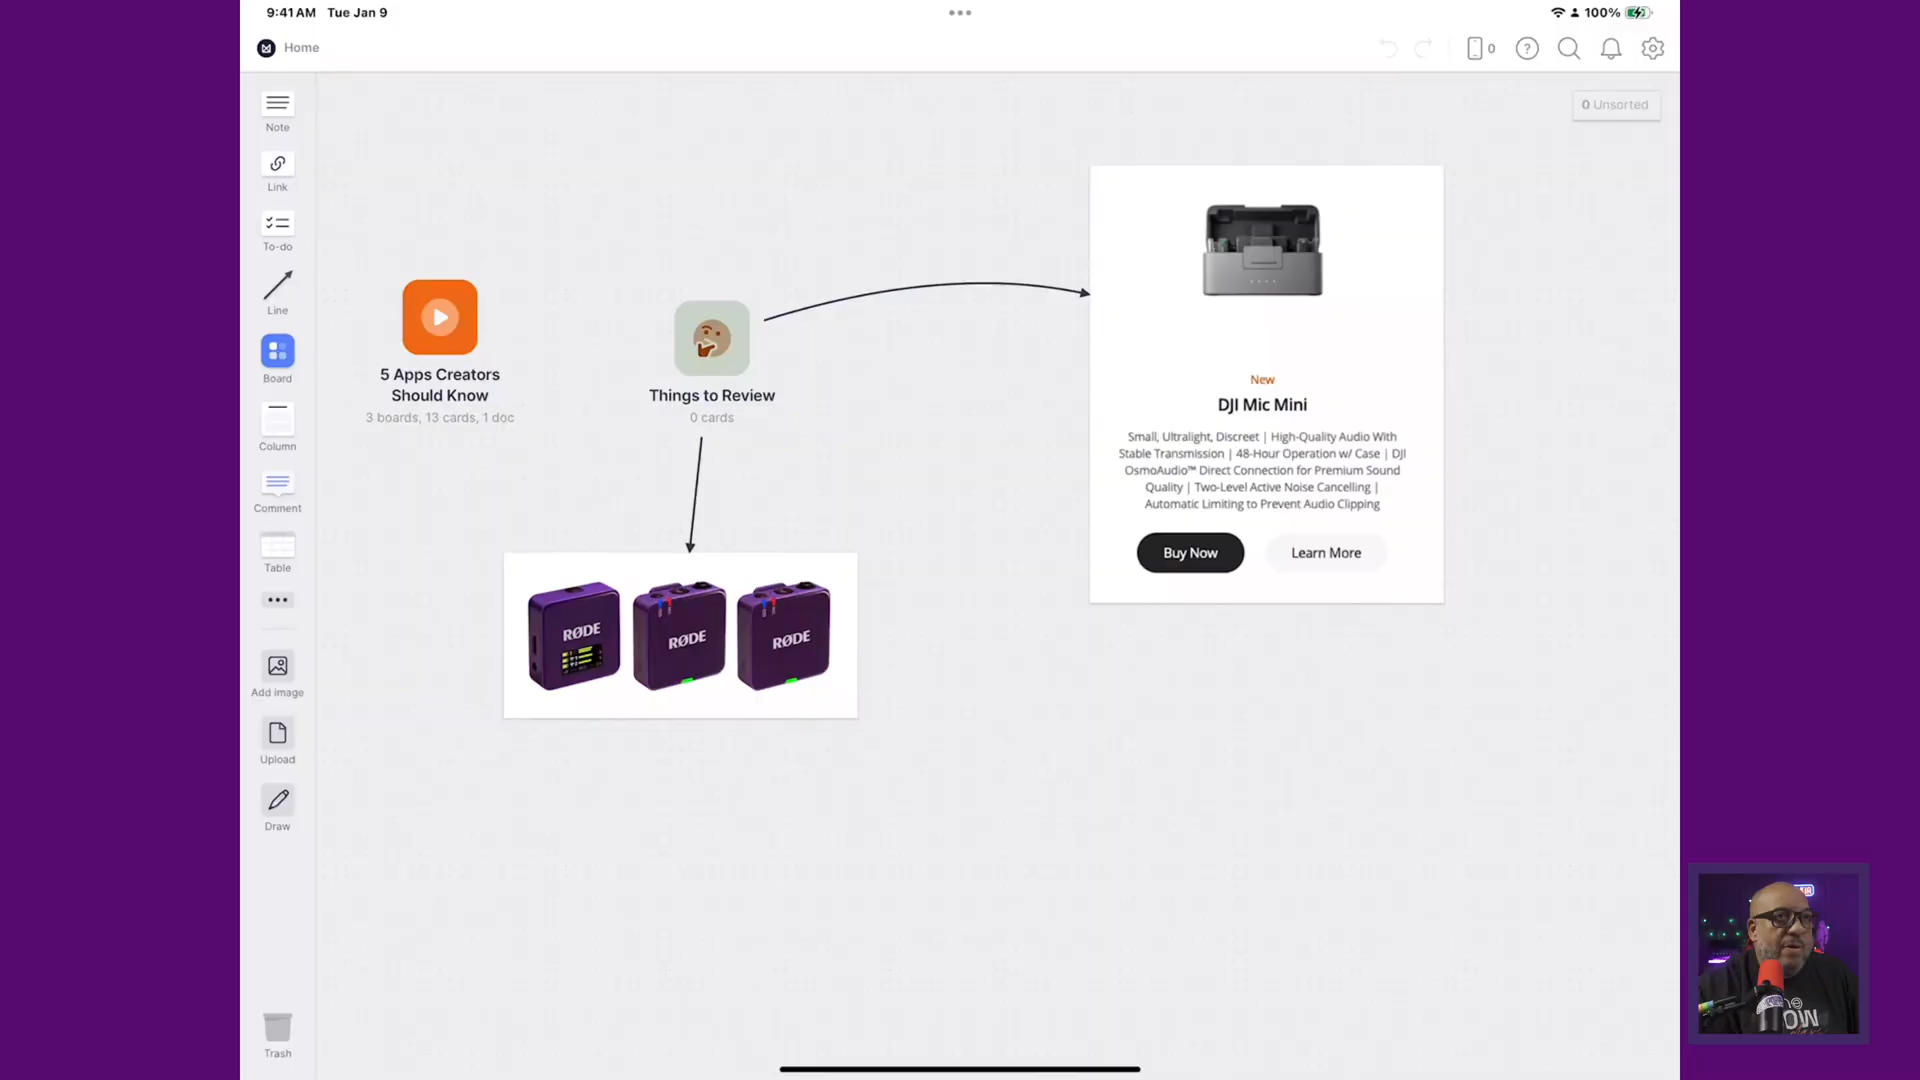 9:41 AM Tue Jan 9
100%
Home
0
0 Unsorted
Note
Link
To-do
Line
Board
Column
Comment
Table
Add image
Upload
Draw
Trash
5 Apps Creators
Should Know
3 boards, 13 cards, 1 doc
Things to Review
0 cards
RØDE
RØDE
RØDE
New
DJI Mic Mini
Small, Ultralight, Discreet | High-Quality Audio With
Stable Transmission | 48-Hour Operation w/ Case | DJI
OsmoAudio™ Direct Connection for Premium Sound
Quality | Two-Level Active Noise Cancelling |
Automatic Limiting to Prevent Audio Clipping
Buy Now
Learn More